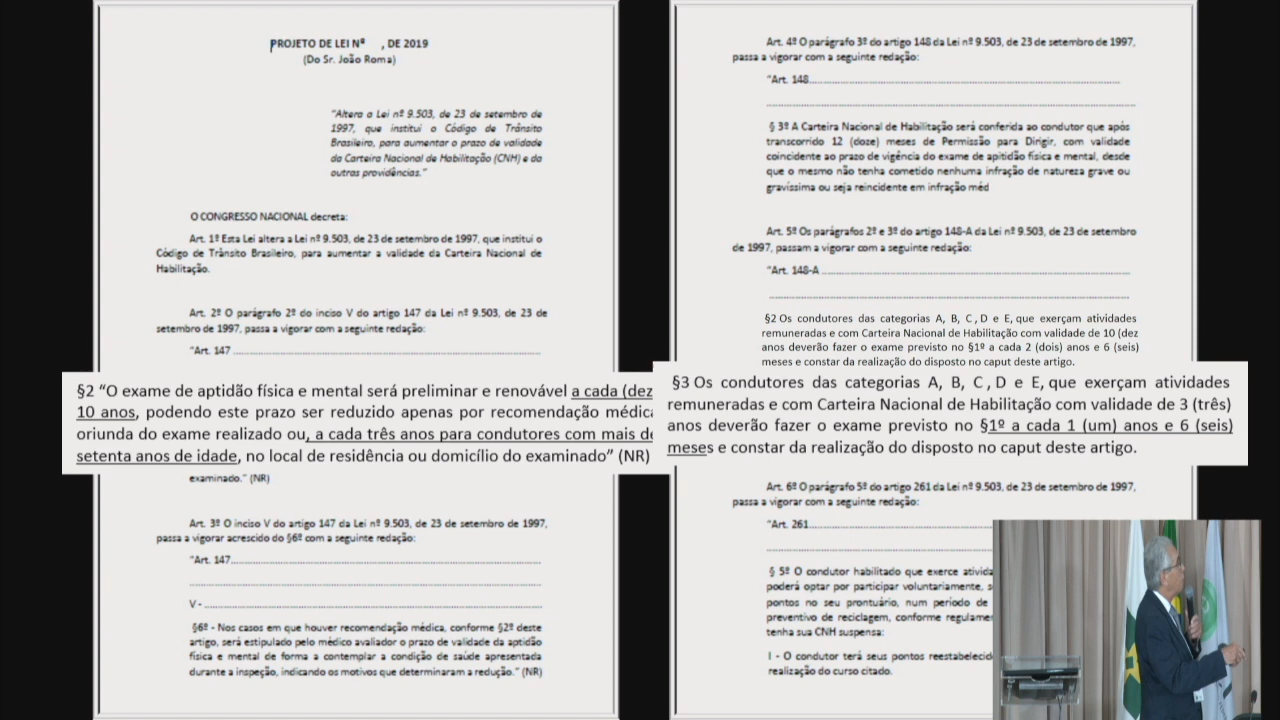 PROJETO DE LEI Nº , DE 2019
(Do Sr. João Roma)
"Altera a Lei nº 9.503, de 23 de setembro de
1997, que institui o Código de Trânsito
Brasileiro, para aumentar o prazo de validade
da Carteira Nacional de Habilitação (CNH) e da
outras providências."
O CONGRESSO NACIONAL decreta:
Art. 1º Esta Lei altera a Lei nº 9.503, de 23 de setembro de 1997, que institui o
Código de Trânsito Brasileiro, para aumentar a validade da Carteira Nacional de
Habilitação.
Art. 2º O parágrafo 2º do inciso V do artigo 147 da Lei nº 9.503, de 23 de
setembro de 1997, passa a vigorar com a seguinte redação:
"Art. 147 ........................................................................
§2 "O exame de aptidão física e mental será preliminar e renovável a cada (dez
10 anos, podendo este prazo ser reduzido apenas por recomendação médica
oriunda do exame realizado ou, a cada três anos para condutores com mais de
setenta anos de idade, no local de residência ou domicílio do examinado" (NR)
examinado." (NR)
Art. 3º O inciso V do artigo 147 da Lei nº 9.503, de 23 de setembro de 1997,
passa a vigorar acrescido do §6º com a seguinte redação:
"Art. 147........................................................................
........................................................................
V - ........................................................................
§6º - Nos casos em que houver recomendação médica, conforme §2º deste
artigo, será estipulado pelo médico avaliador o prazo de validade da aptidão
física e mental de forma a contemplar a condição de saúde apresentada
durante a inspeção, indicando os motivos que determinaram a redução." (NR)
Art. 4º O parágrafo 3º do artigo 148 da Lei nº 9.503, de 23 de setembro de 1997,
passa a vigorar com a seguinte redação:
"Art. 148........................................................................
........................................................................
§ 3º A Carteira Nacional de Habilitação será conferida ao condutor que após
transcorrido 12 (doze) meses de Permissão para Dirigir, com validade
coincidente ao prazo de vigência do exame de apitidão física e mental, desde
que o mesmo não tenha cometido nenhuma infração de natureza grave ou
gravíssima ou seja reincidente em infração méd
Art. 5º Os parágrafos 2º e 3º do artigo 148-A da Lei nº 9.503, de 23 de setembro
de 1997, passam a vigorar com a seguinte redação:
"Art. 148-A ........................................................................
........................................................................
§2 Os condutores das categorias A, B, C , D e E, que exerçam atividades
remuneradas e com Carteira Nacional de Habilitação com validade de 10 (dez
anos deverão fazer o exame previsto no §1º a cada 2 (dois) anos e 6 (seis)
meses e constar da realização do disposto no caput deste artigo.
§3 Os condutores das categorias A, B, C , D e E, que exerçam atividades
remuneradas e com Carteira Nacional de Habilitação com validade de 3 (três)
anos deverão fazer o exame previsto no §1º a cada 1 (um) anos e 6 (seis)
meses e constar da realização do disposto no caput deste artigo.
Art. 6º O parágrafo 5º do artigo 261 da Lei nº 9.503, de 23 de setembro de 1997,
passa a vigorar com a seguinte redação:
"Art. 261........................................................................
........................................................................
§ 5º O condutor habilitado que exerce
poderá optar por participar voluntariamente,
pontos no seu prontuário, num período de
preventivo de reciclagem, conforme
tenha sua CNH suspensa:
I - O condutor terá seus pontos
realização do curso citado.